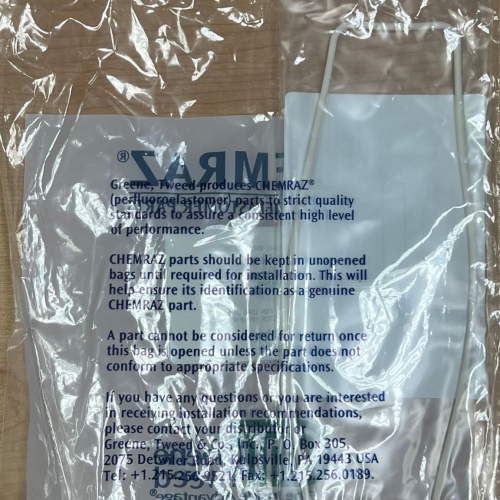 EMRAZ®
Greene, Tweed produces CHEMRAZ®
(perfluoroelastomer) parts to strict quality
standards to assure a consistent high level
of performance.
CHEMRAZ parts should be kept in unopened
bags until required for installation. This will
help ensure its identification as a genuine
CHEMRAZ part.
A part cannot be considered for return once
this bag is opened unless the part does not
conform to appropriate specifications.
If you have any questions or you are interested
in receiving installation recommendations,
please contact your distributor or
Greene, Tweed & Co., Inc., P. O. Box 305,
2075 Detwiler Road, Kulpsville, PA 19443 USA
Tel: +1.215.256.9521, Fax: +1.215.256.0189.